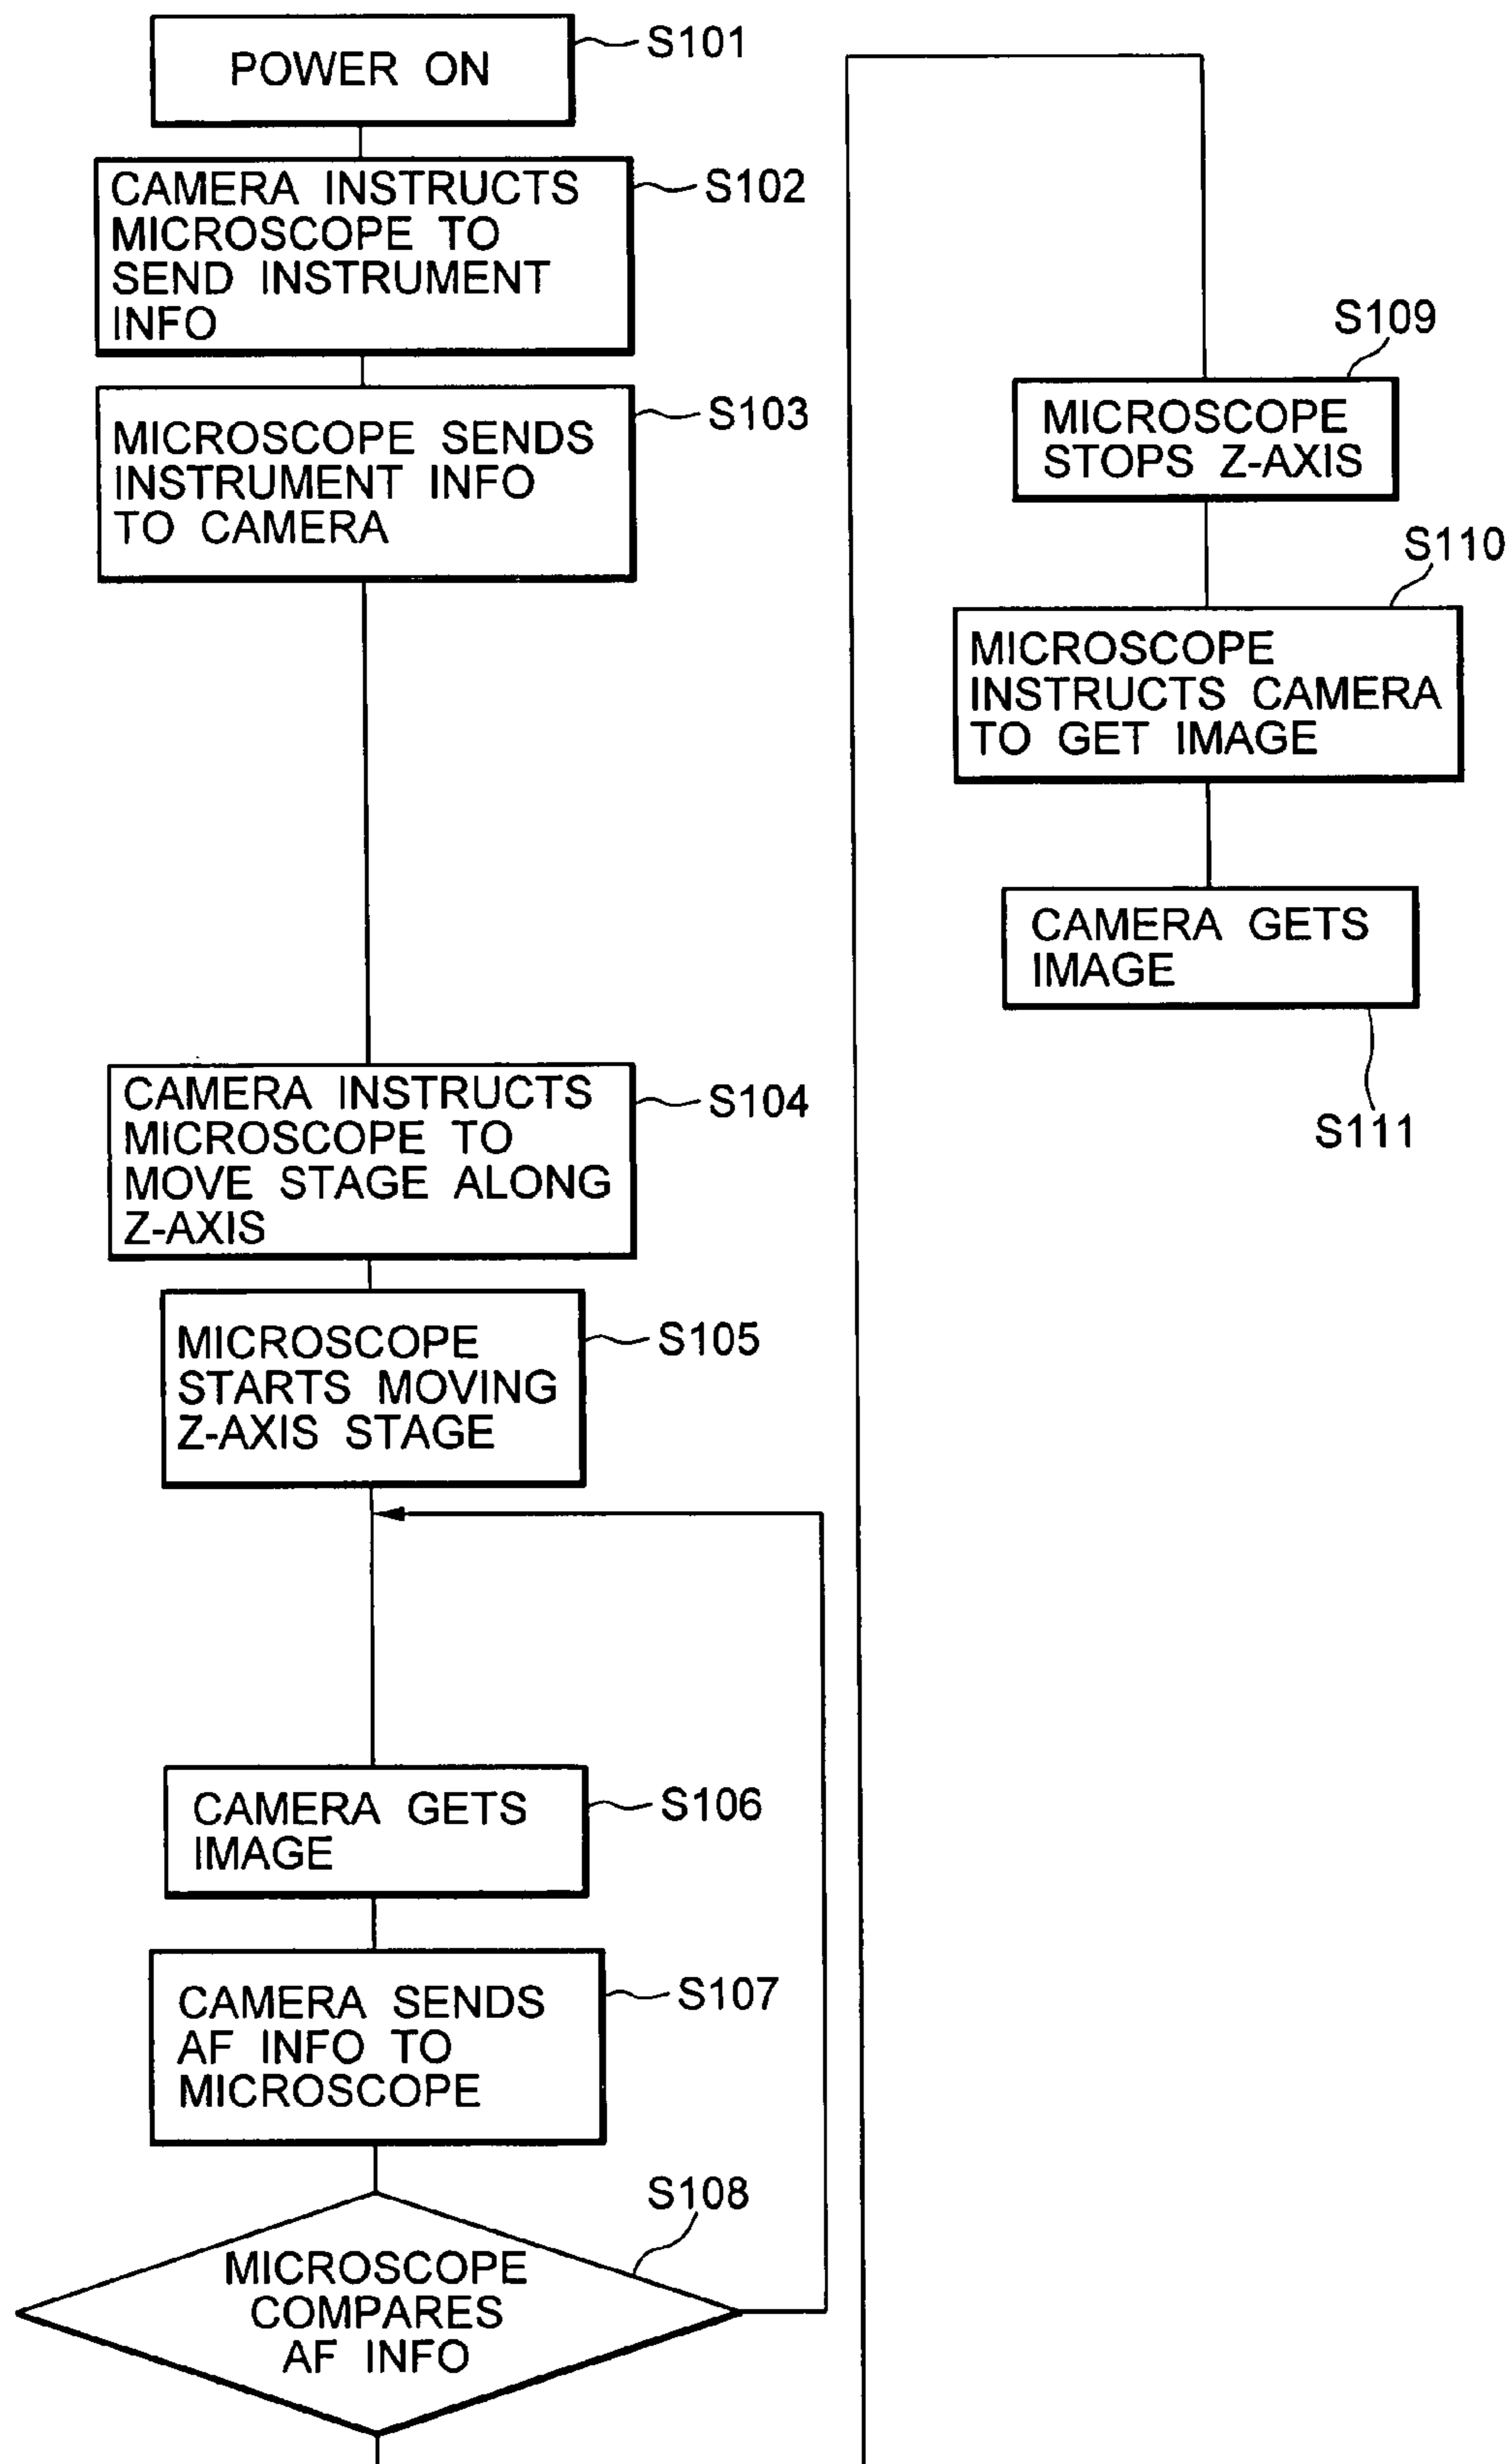 POWER ON
S101
CAMERA INSTRUCTS
MICROSCOPE TO
SEND INSTRUMENT
INFO
S102
MICROSCOPE SENDS
INSTRUMENT INFO
TO CAMERA
S103
CAMERA INSTRUCTS
MICROSCOPE TO
MOVE STAGE ALONG
Z-AXIS
S104
MICROSCOPE
STARTS MOVING
Z-AXIS STAGE
S105
CAMERA GETS
IMAGE
S106
CAMERA SENDS
AF INFO TO
MICROSCOPE
S107
S108
MICROSCOPE
COMPARES
AF INFO
S109
MICROSCOPE
STOPS Z-AXIS
S110
MICROSCOPE
INSTRUCTS CAMERA
TO GET IMAGE
CAMERA GETS
IMAGE
S111